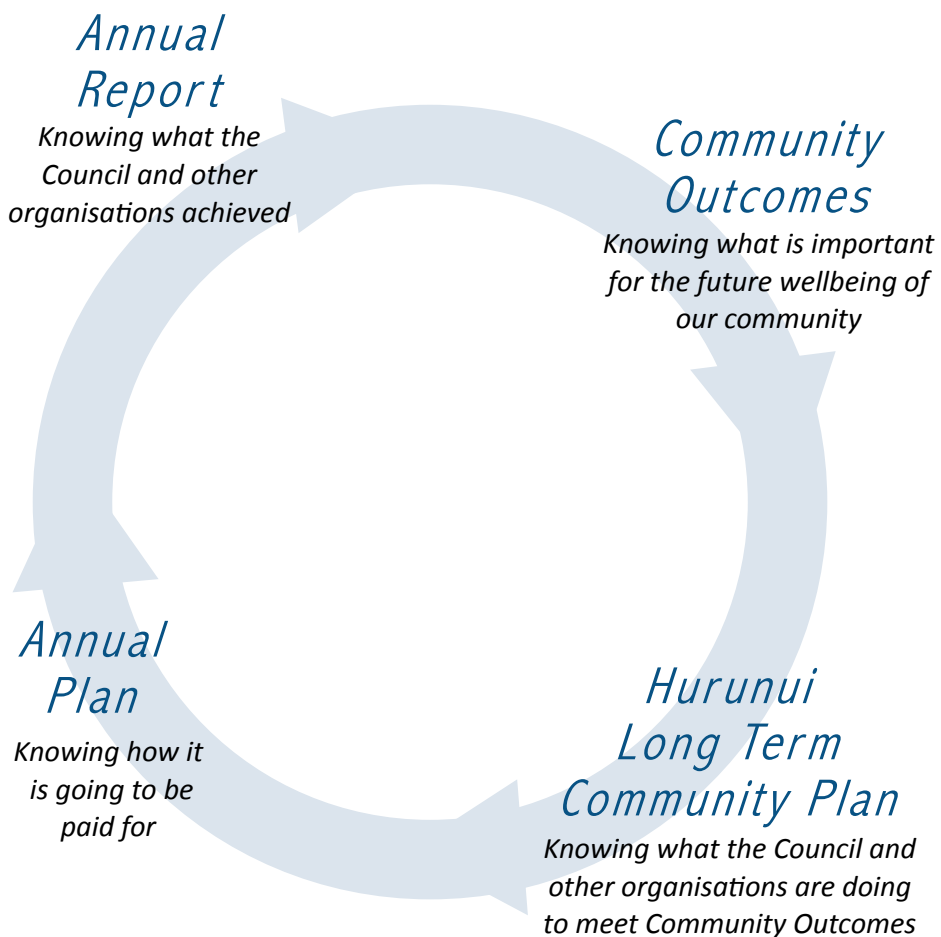 Annual
Report
Knowing what the
Council and other
organisations achieved
Community
Outcomes
Knowing what is important
for the future wellbeing of
our community
Hurunui
Long Term
Community Plan
Knowing what the Council and
other organisations are doing
to meet Community Outcomes
Annual
Plan
Knowing how it
is going to be
paid for